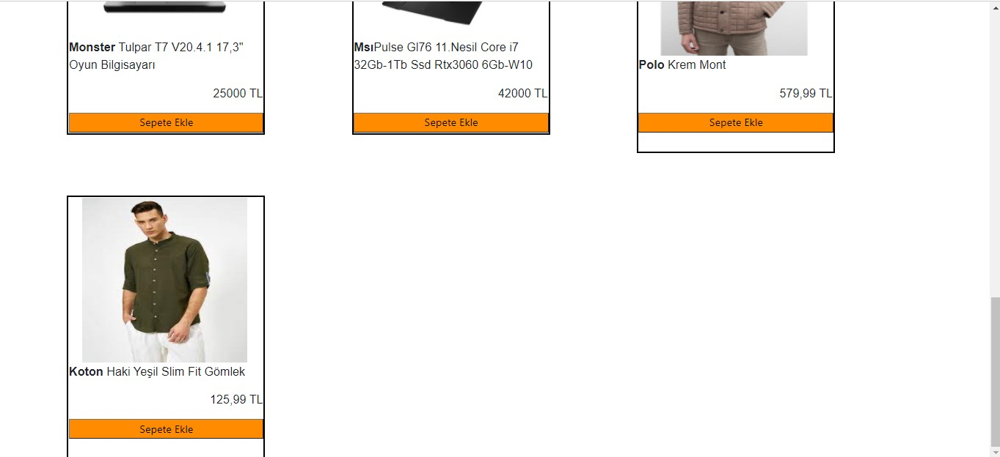 Monster Tulpar T7 V20.4.1 17,3"
Oyun Bilgisayarı
25000 TL
Sepete Ekle
MsıPulse Gl76 11.Nesil Core i7
32Gb-1Tb Ssd Rtx3060 6Gb-W10
42000 TL
Sepete Ekle
Polo Krem Mont
579,99 TL
Sepete Ekle
Koton Haki Yeşil Slim Fit Gömlek
125,99 TL
Sepete Ekle